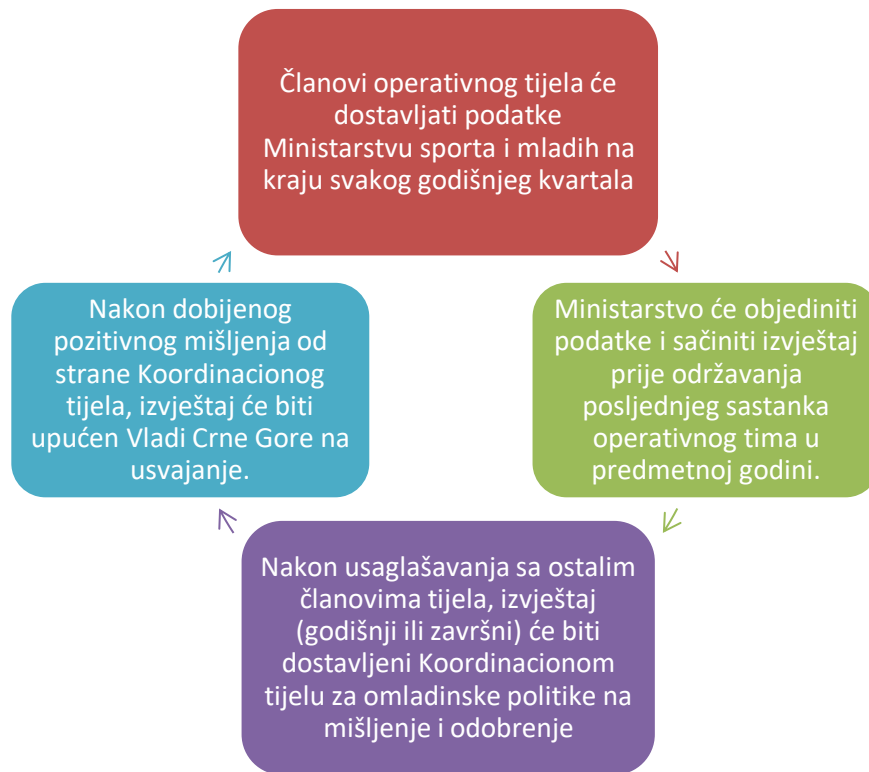 Članovi operativnog tijela će
dostavljati podatke
Ministarstvu sporta i mladih na
kraju svakog godišnjeg kvartala
Ministarstvo će objediniti
podatke i sačiniti izvještaj
prije održavanja
posljednjeg sastanka
operativnog tima u
predmetnoj godini.
Nakon usaglašavanja sa ostalim
članovima tijela, izvještaj
(godišnji ili završni) će biti
dostavljeni Koordinacionom
tijelu za omladinske politike na
mišljenje i odobrenje
Nakon dobijenog
pozitivnog mišljenja od
strane Koordinacionog
tijela, izvještaj će biti
upućen Vladi Crne Gore na
usvajanje.